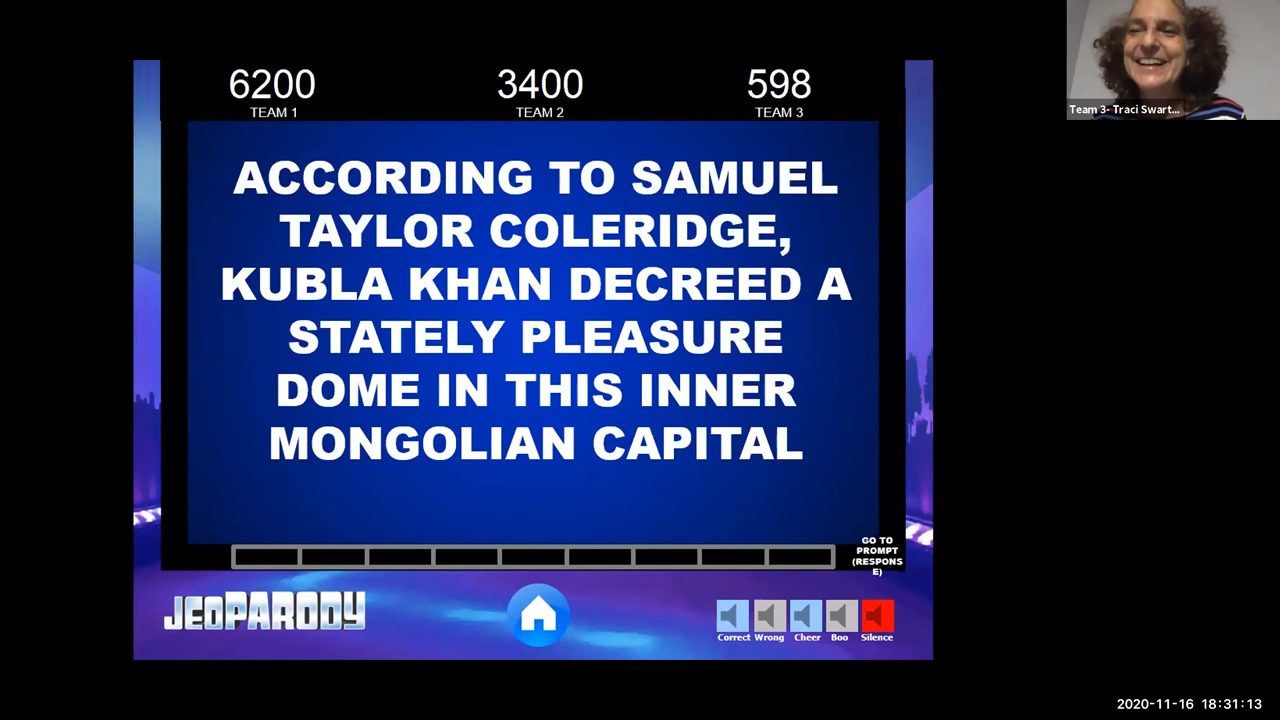 6200
TEAM 1
3400
TEAM 2
598
TEAM 3
Team 3- Traci Swart...
ACCORDING TO SAMUEL
TAYLOR COLERIDGE,
KUBLA KHAN DECREED A
STATELY PLEASURE
DOME IN THIS INNER
MONGOLIAN CAPITAL
GO TO
PROMPT
(RESPONS
E)
JEOPARODY
Correct
Wrong
Cheer
Boo
Silence
2020-11-16 18:31:13